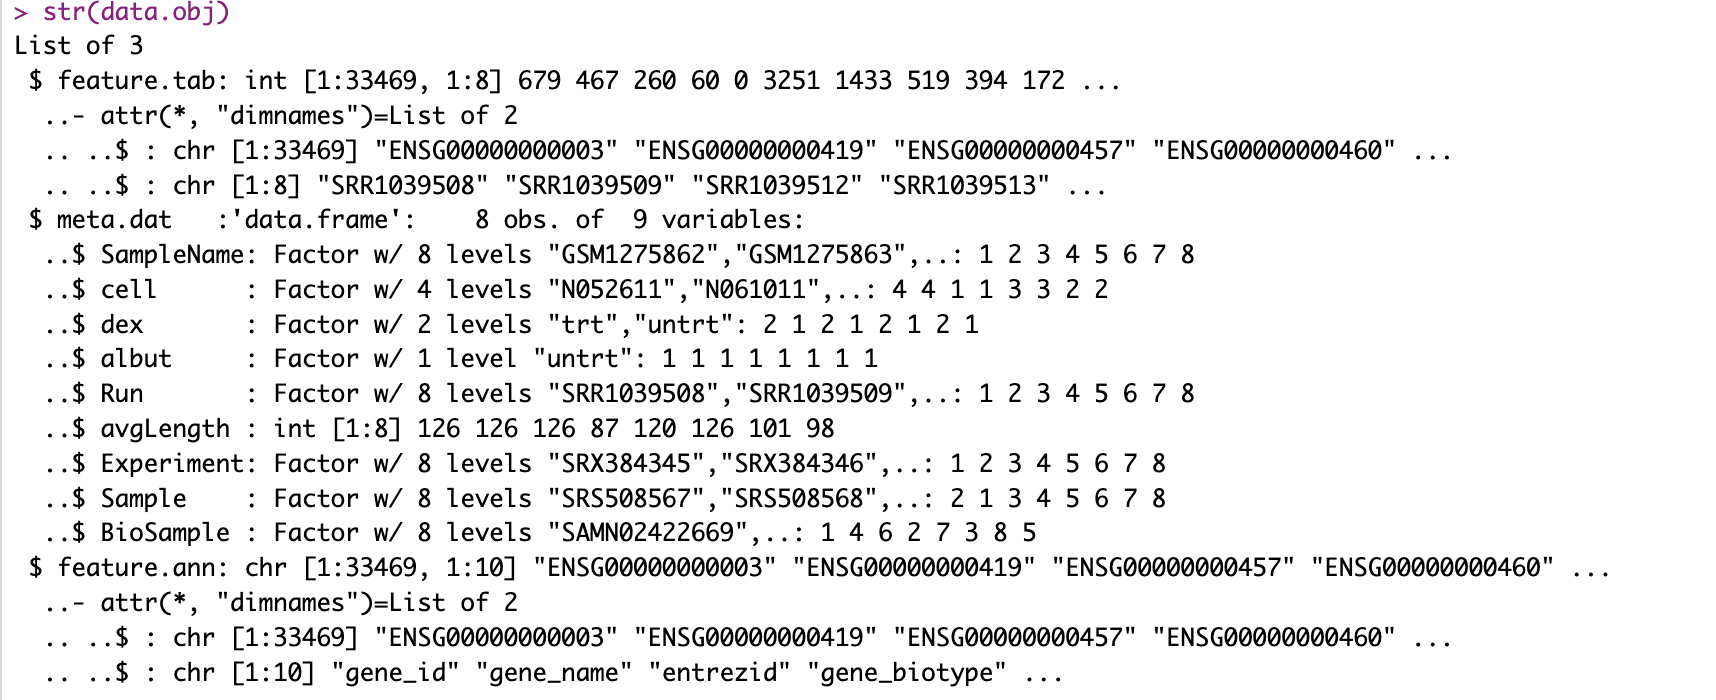 > str(data.obj)
List of 3
 $ feature.tab: int [1:33469, 1:8] 679 467 260 60 0 3251 1433 519 394 172 ...
  ..- attr(*, "dimnames")=List of 2
  .. ..$ : chr [1:33469] "ENSG00000000003" "ENSG00000000419" "ENSG00000000457" "ENSG00000000460" ...
  .. ..$ : chr [1:8] "SRR1039508" "SRR1039509" "SRR1039512" "SRR1039513" ...
 $ meta.dat   :'data.frame':    8 obs. of  9 variables:
  ..$ SampleName: Factor w/ 8 levels "GSM1275862","GSM1275863",..: 1 2 3 4 5 6 7 8
  ..$ cell      : Factor w/ 4 levels "N052611","N061011",..: 4 4 1 1 3 3 2 2
  ..$ dex       : Factor w/ 2 levels "trt","untrt": 2 1 2 1 2 1 2 1
  ..$ albut     : Factor w/ 1 level "untrt": 1 1 1 1 1 1 1 1
  ..$ Run       : Factor w/ 8 levels "SRR1039508","SRR1039509",..: 1 2 3 4 5 6 7 8
  ..$ avgLength : int [1:8] 126 126 126 87 120 126 101 98
  ..$ Experiment: Factor w/ 8 levels "SRX384345","SRX384346",..: 1 2 3 4 5 6 7 8
  ..$ Sample    : Factor w/ 8 levels "SRS508567","SRS508568",..: 2 1 3 4 5 6 7 8
  ..$ BioSample : Factor w/ 8 levels "SAMN02422669",..: 1 4 6 2 7 3 8 5
 $ feature.ann: chr [1:33469, 1:10] "ENSG00000000003" "ENSG00000000419" "ENSG00000000457" "ENSG00000000460" ...
  ..- attr(*, "dimnames")=List of 2
  .. ..$ : chr [1:33469] "ENSG00000000003" "ENSG00000000419" "ENSG00000000457" "ENSG00000000460" ...
  .. ..$ : chr [1:10] "gene_id" "gene_name" "entrezid" "gene_biotype" ...